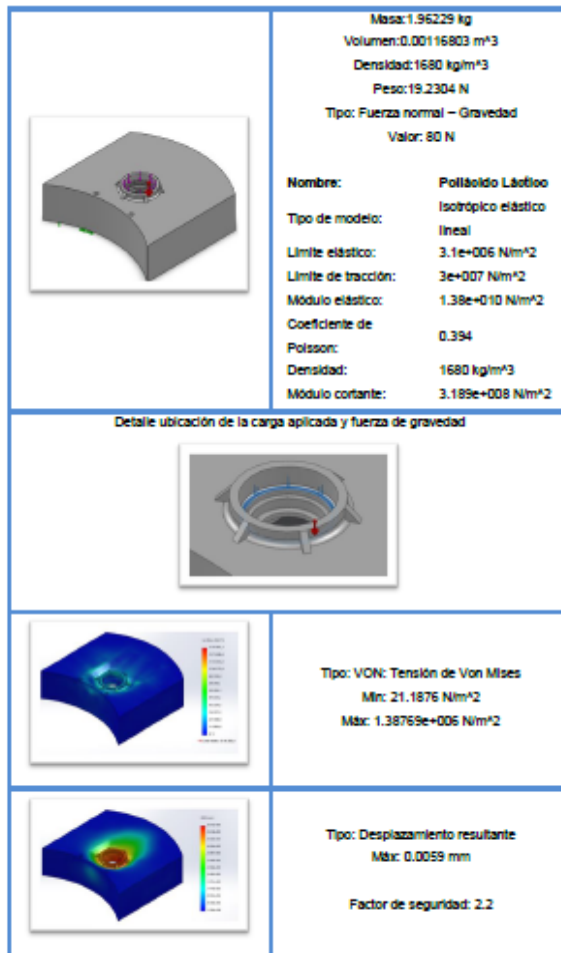 Masa:1.96229 kg
Volumen:0.00116803 m^3
Densidad:1680 kg/m^3
Peso:19.2304 N
Tipo: Fuerza normal – Gravedad
Valor: 80 N
Nombre: Poliácido Láctico
Tipo de modelo: Isotrópico elástico lineal
Límite elástico: 3.1e+006 N/m^2
Límite de tracción: 3e+007 N/m^2
Módulo elástico: 1.38e+010 N/m^2
Coeficiente de Poisson: 0.394
Densidad: 1680 kg/m^3
Módulo cortante: 3.189e+008 N/m^2
Detalle ubicación de la carga aplicada y fuerza de gravedad
Tipo: VON: Tensión de Von Mises
Min: 21.1876 N/m^2
Máx: 1.38769e+006 N/m^2
Tipo: Desplazamiento resultante
Máx: 0.0059 mm
Factor de seguridad: 2.2